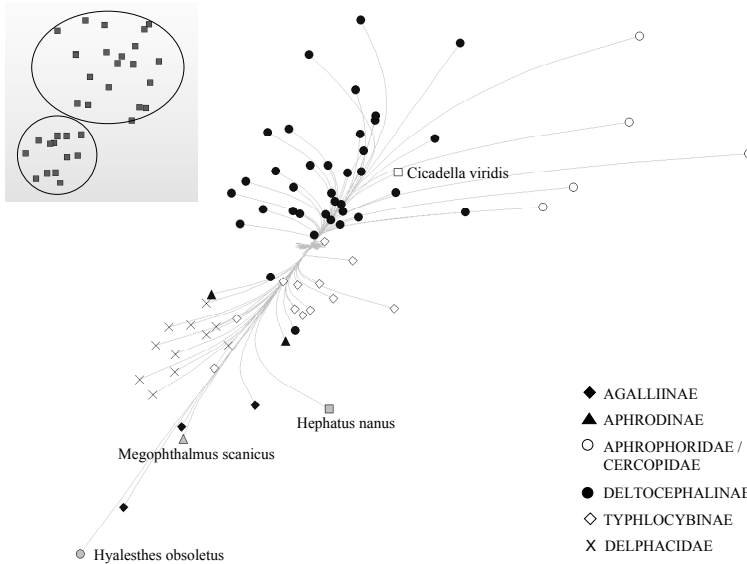 Cicadella viridis
Hephatus nanus
Megophthalmus scanicus
Hyalesthes obsoletus
AGALLIINAE
APHRODINAE
APHROPHORIDAE /
CERCOPIDAE
DELTOCEPHALINAE
TYPHLOCYBINAE
DELPHACIDAE